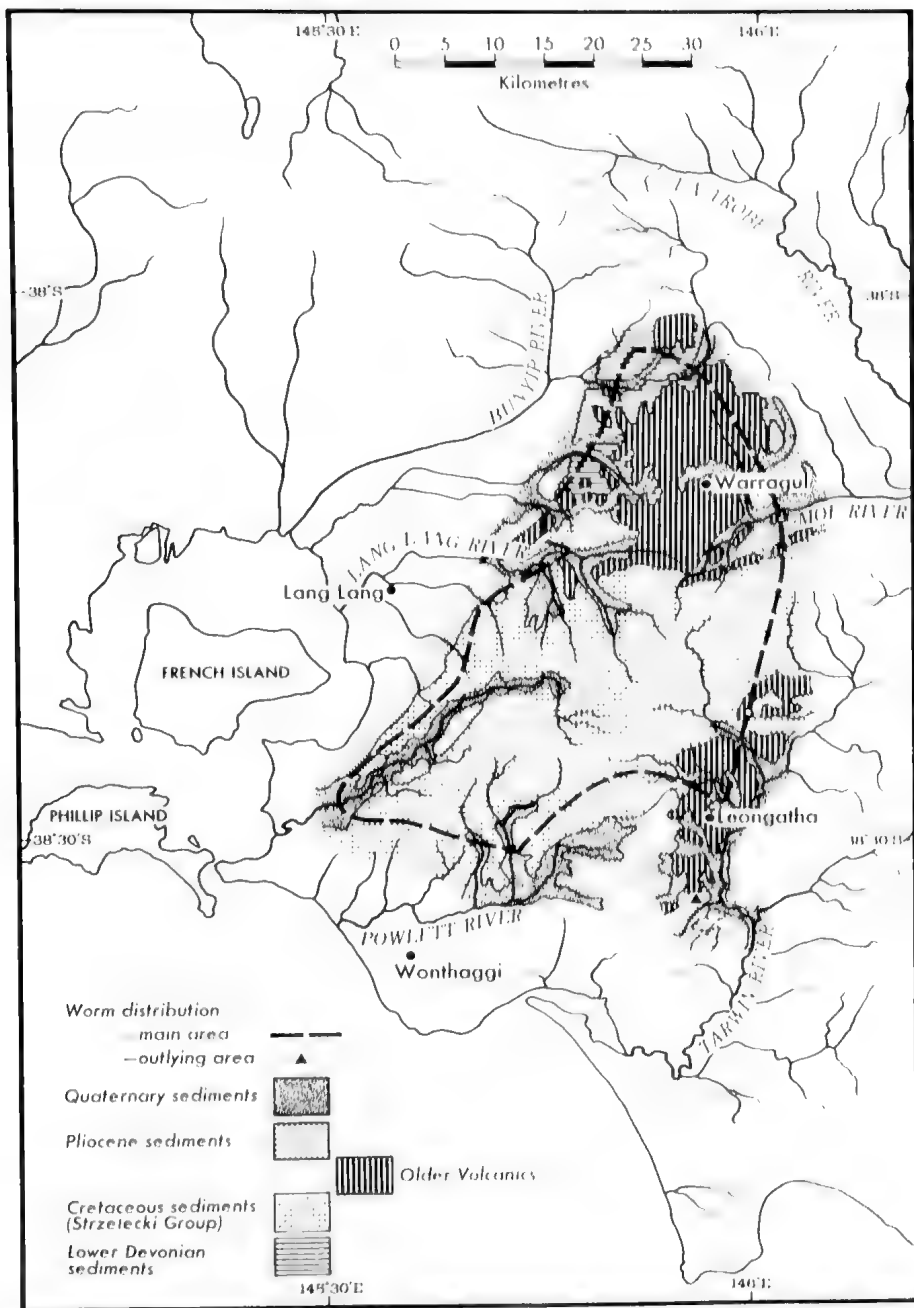 145°30'E
146°E
0 5 10 15 20 25 30
Kilometres
LATROBE
RIVER
38°S
38°S
BUNYIP RIVER
Warragul
MOE RIVER
LANG LANG RIVER
Lang Lang
FRENCH ISLAND
PHILLIP ISLAND
Leongatha
38°30'S
38°30'S
POWLETT RIVER
Wonthaggi
TARWIN RIVER
Worm distribution
—main area
—outlying area
Quaternary sediments
Pliocene sediments
Older Volcanics
Cretaceous sediments
(Strzelecki Group)
Lower Devonian
sediments
145°30'E
146°E